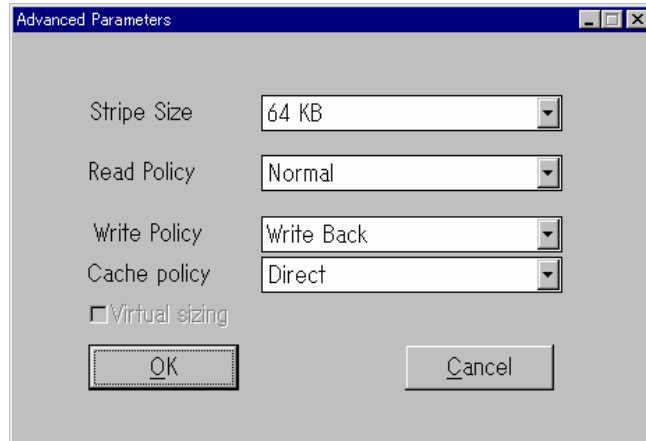 Advanced Parameters
Stripe Size 64 KB
Read Policy Normal
Write Policy Write Back
Cache policy Direct
Virtual sizing
OK Cancel